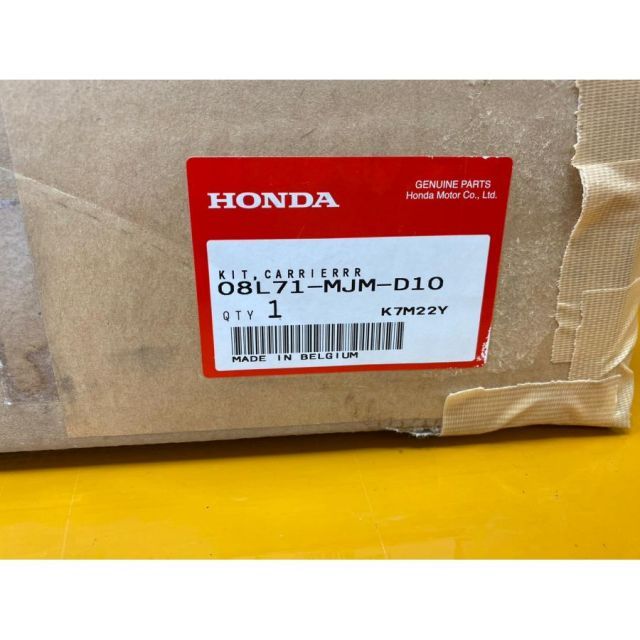 HONDA
GENUINE PARTS
Honda Motor Co., Ltd.
KIT,CARRIERRR
08L71-MJM-D10
QTY 1 K7M22Y
MADE IN BELGIUM